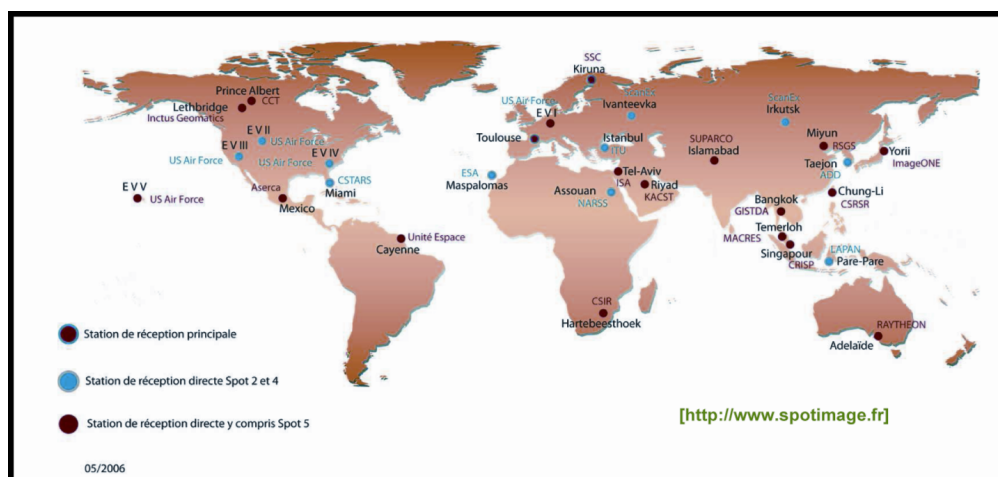 SSC
Kiruna
Prince Albert
CCT
Lethbridge
Inctus Geomatics
US Air Force
E V I
ScanEx
Ivanteevka
ScanEx
Irkutsk
E V II
US Air Force
E V III
US Air Force
US Air Force
E V IV
Toulouse
Istanbul
ITU
SUPARCO
Islamabad
Miyun
RSGS
Yorii
ImageONE
Taejon
ADD
CSTARS
Miami
ESA
Maspalomas
Tel-Aviv
ISA
Riyad
KACST
Assouan
NARSS
E V V
US Air Force
Aserca
Mexico
Chung-Li
CSRSR
Bangkok
GISTDA
Temerloh
MACRES
Singapour
CRISP
LAPAN
Pare-Pare
Unité Espace
Cayenne
CSIR
Hartebeesthoek
RAYTHEON
Adelaïde
Station de réception principale
Station de réception directe Spot 2 et 4
Station de réception directe y compris Spot 5
[http://www.spotimage.fr]
05/2006